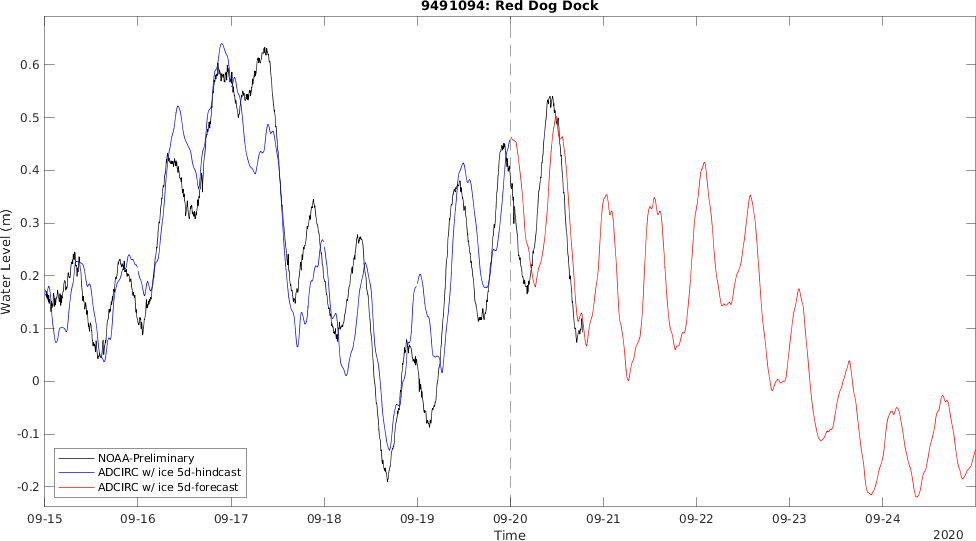 9491094: Red Dog Dock
Water Level (m)
0.6
0.5
0.4
0.3
0.2
0.1
0
-0.1
-0.2
NOAA-Preliminary
ADCIRC w/ ice 5d-hindcast
ADCIRC w/ ice 5d-forecast
09-15 09-16 09-17 09-18 09-19 09-20 09-21 09-22 09-23 09-24
Time
2020